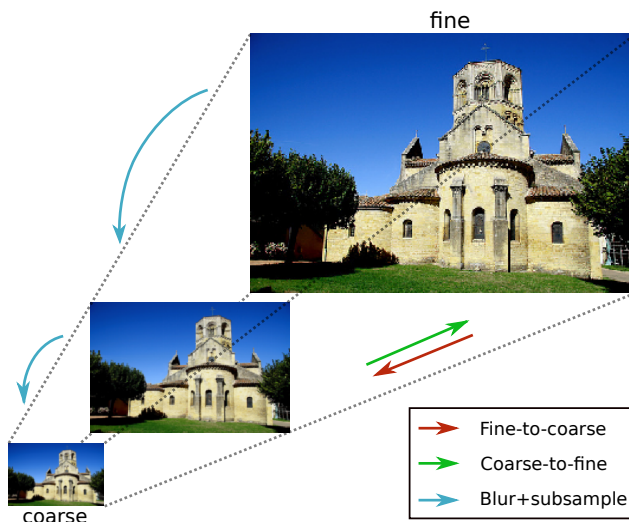 fine
Fine-to-coarse
Coarse-to-fine
Blur+subsample
coarse